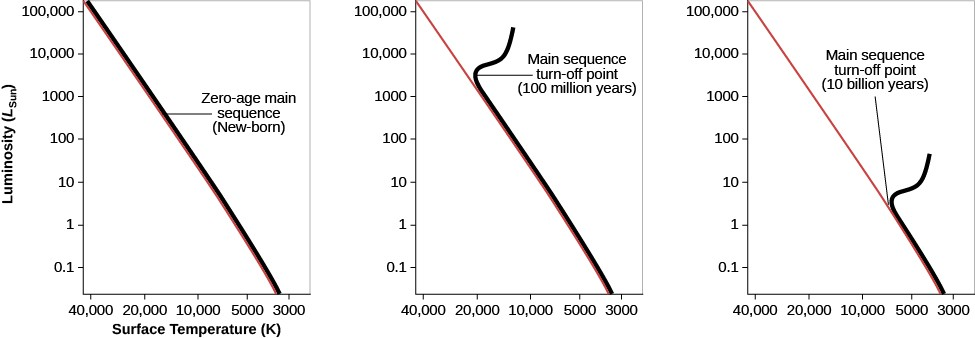 100,000
10,000
1000
100
10
1
0.1
Luminosity (LSun)
Zero-age main
sequence
(New-born)
40,000 20,000 10,000 5000 3000
Surface Temperature (K)
100,000
10,000
1000
100
10
1
0.1
Main sequence
turn-off point
(100 million years)
40,000 20,000 10,000 5000 3000
100,000
10,000
1000
100
10
1
0.1
Main sequence
turn-off point
(10 billion years)
40,000 20,000 10,000 5000 3000